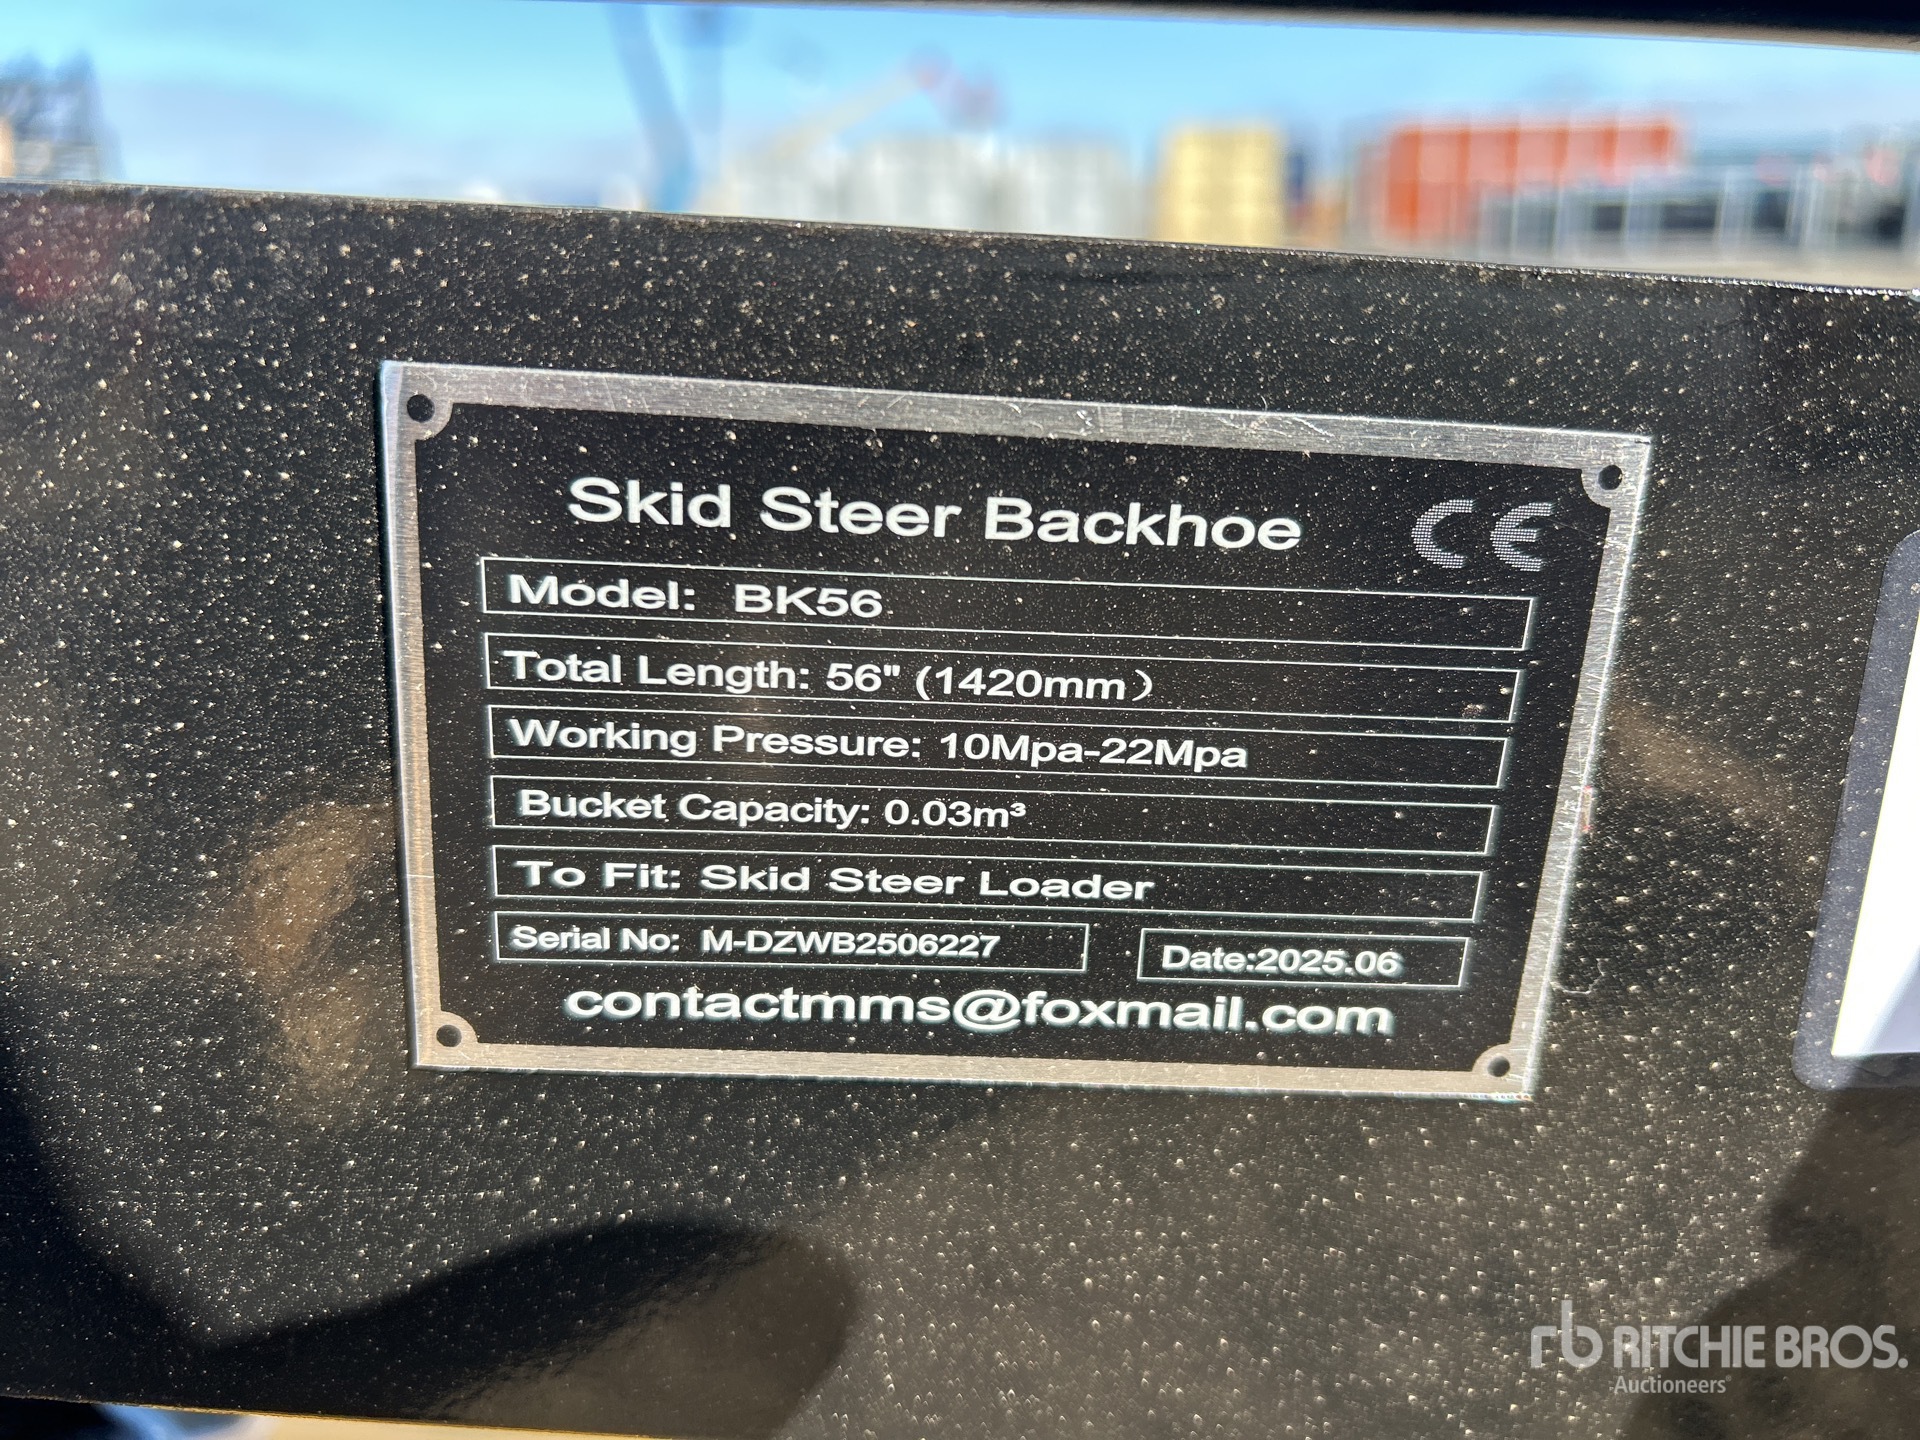 Skid Steer Backhoe CE
Model: BK56
Total Length: 56" (1420mm）
Working Pressure: 10Mpa-22Mpa
Bucket Capacity: 0.03m³
To Fit: Skid Steer Loader
Serial No: M-DZWB2506227 Date:2025.06
contactmms@foxmail.com
rb RITCHIE BROS.
Auctioneers